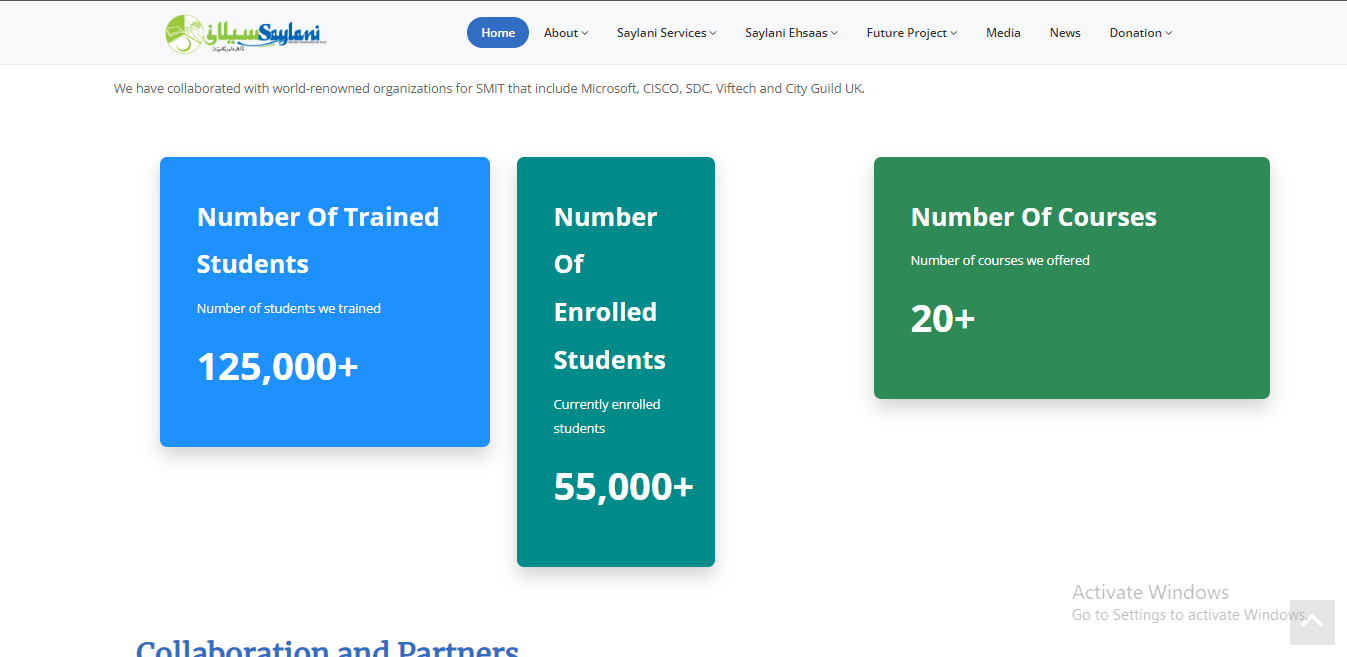 سیلانی Saylani
Home About Saylani Services Saylani Ehsaas Future Project Media News Donation
We have collaborated with world-renowned organizations for SMIT that include Microsoft, CISCO, SDC, Viftech and City Guild UK.
Number Of Trained
Students
Number of students we trained
125,000+
Number
Of
Enrolled
Students
Currently enrolled
students
55,000+
Number Of Courses
Number of courses we offered
20+
Activate Windows
Go to Settings to activate Windows.
Collaboration and Partners